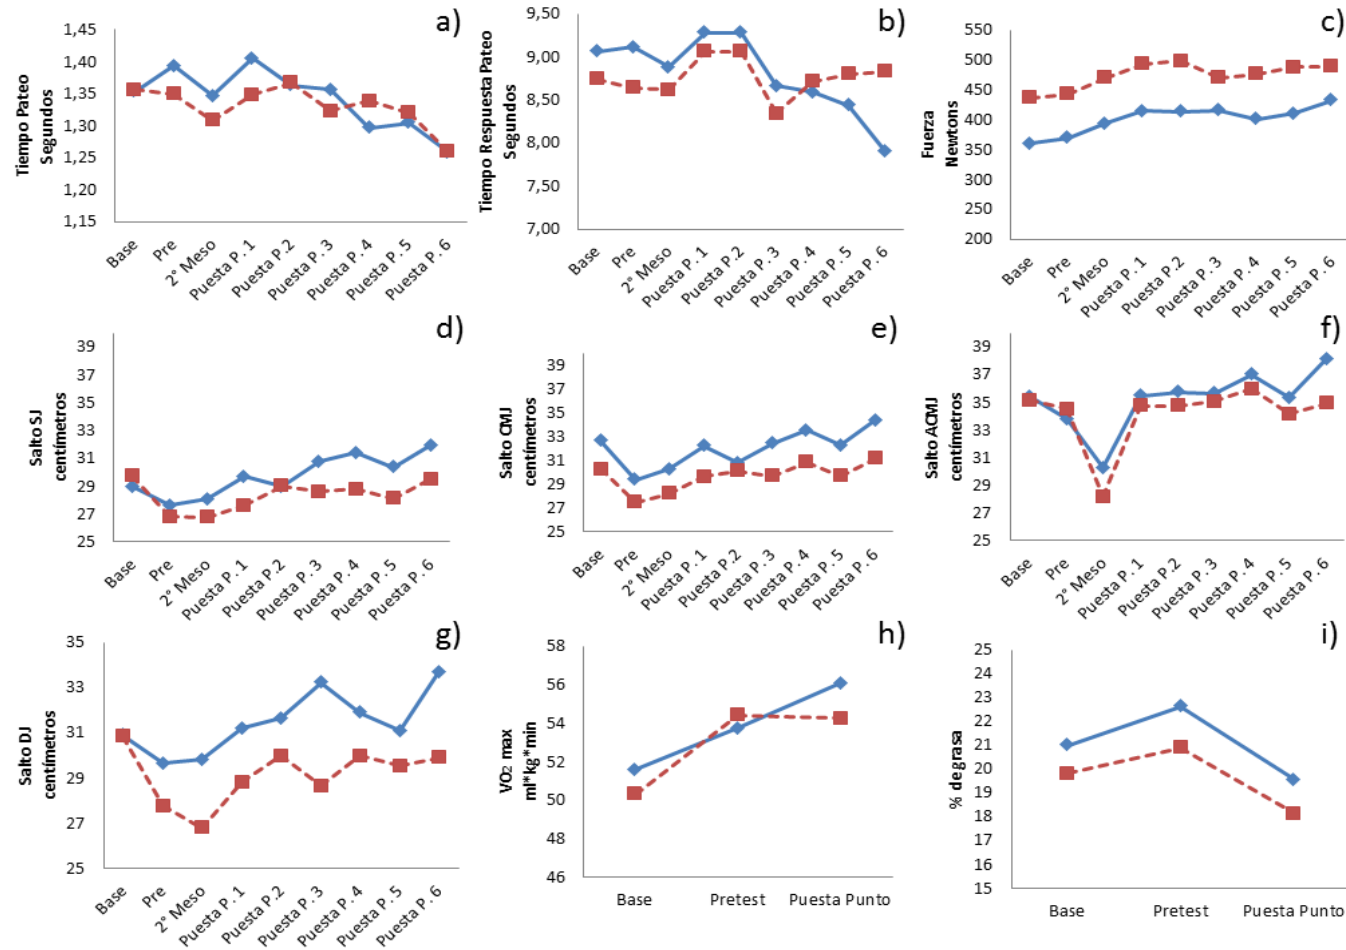 a)
Tiempo Pateo
Segundos
1,45
1,40
1,35
1,30
1,25
1,20
1,15
Base
Pre
2° Meso
Puesta P. 1
Puesta P.2
Puesta P. 3
Puesta P. 4
Puesta P. 5
Puesta P. 6
b)
Tiempo Respuesta Pateo
Segundos
9,50
9,00
8,50
8,00
7,50
7,00
Base
Pre
2° Meso
Puesta P. 1
Puesta P.2
Puesta P. 3
Puesta P. 4
Puesta P. 5
Puesta P. 6
c)
Fuerza
Newtons
550
500
450
400
350
300
250
200
Base
Pre
2° Meso
Puesta P. 1
Puesta P.2
Puesta P. 3
Puesta P. 4
Puesta P. 5
Puesta P. 6
d)
Salto SJ
centímetros
39
37
35
33
31
29
27
25
Base
Pre
2° Meso
Puesta P. 1
Puesta P.2
Puesta P. 3
Puesta P. 4
Puesta P. 5
Puesta P. 6
e)
Salto CMJ
centímetros
39
37
35
33
31
29
27
25
Base
Pre
2° Meso
Puesta P. 1
Puesta P.2
Puesta P. 3
Puesta P. 4
Puesta P. 5
Puesta P. 6
f)
Salto ACMJ
centímetros
39
37
35
33
31
29
27
25
Base
Pre
2° Meso
Puesta P. 1
Puesta P.2
Puesta P. 3
Puesta P. 4
Puesta P. 5
Puesta P. 6
g)
Salto DJ
centímetros
35
33
31
29
27
25
Base
Pre
2° Meso
Puesta P. 1
Puesta P. 2
Puesta P. 3
Puesta P. 4
Puesta P. 5
Puesta P. 6
h)
VO2 max
ml*kg*min
58
56
54
52
50
48
46
Base
Pretest
Puesta Punto
i)
% degrasa
25
24
23
22
21
20
19
18
17
16
15
Base
Pretest
Puesta Punto